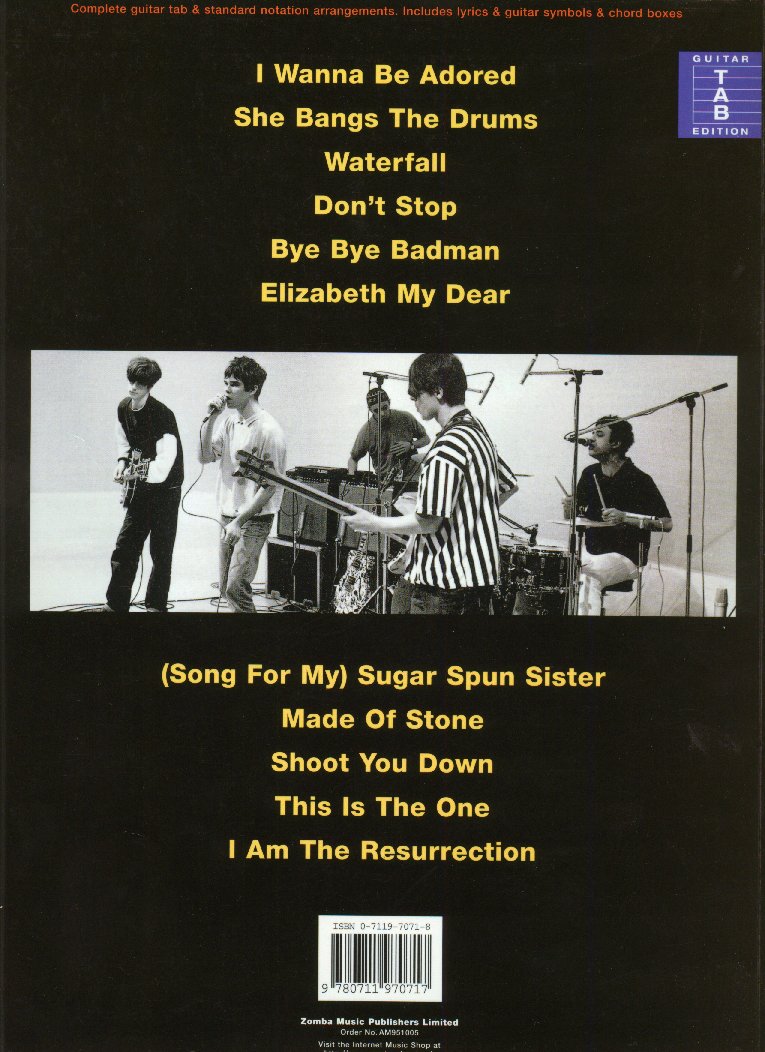 Complete guitar tab & standard notation arrangements. Includes lyrics & guitar symbols & chord boxes
GUITAR
TAB
EDITION
I Wanna Be Adored
She Bangs The Drums
Waterfall
Don't Stop
Bye Bye Badman
Elizabeth My Dear
(Song For My) Sugar Spun Sister
Made Of Stone
Shoot You Down
This Is The One
I Am The Resurrection
ISBN 0-7119-7071-8
9 780711 970717
Zomba Music Publishers Limited
Order No. AM951005
Visit the Internet Music Shop at